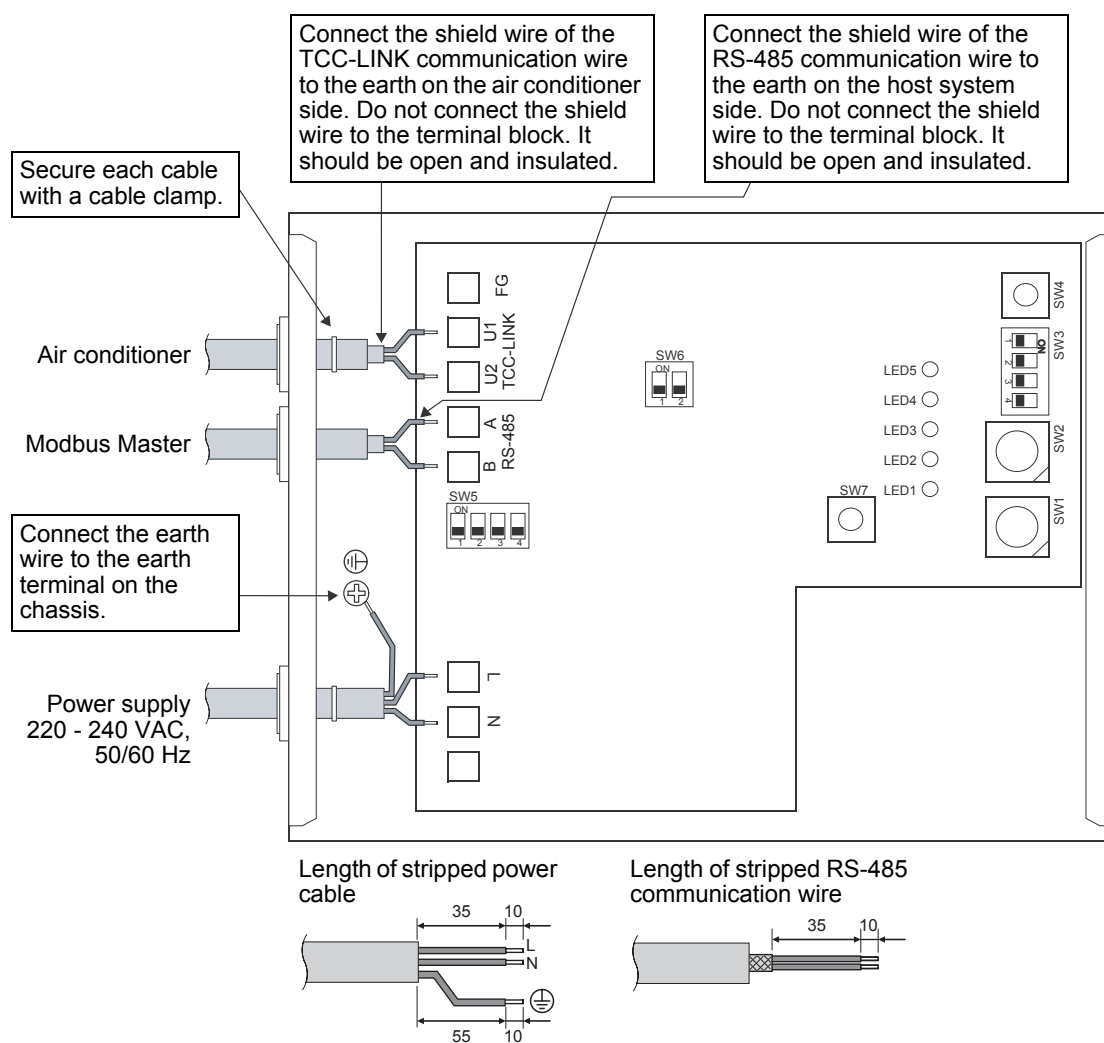 Connect the shield wire of the
TCC-LINK communication wire
to the earth on the air conditioner
side. Do not connect the shield
wire to the terminal block. It
should be open and insulated.
Connect the shield wire of the
RS-485 communication wire to
the earth on the host system
side. Do not connect the shield
wire to the terminal block. It
should be open and insulated.
Secure each cable
with a cable clamp.
Air conditioner
Modbus Master
Connect the earth
wire to the earth
terminal on the
chassis.
Power supply
220 - 240 VAC,
50/60 Hz
FG
U1
U2
TCC-LINK
A
B
RS-485
SW5
ON
1 2 3 4
L
N
SW6
ON
1 2
LED5
LED4
LED3
LED2
LED1
SW7
SW4
SW3
ON
1
2
3
4
SW2
SW1
Length of stripped power
cable
35 10
L
N
55 10
Length of stripped RS-485
communication wire
35 10